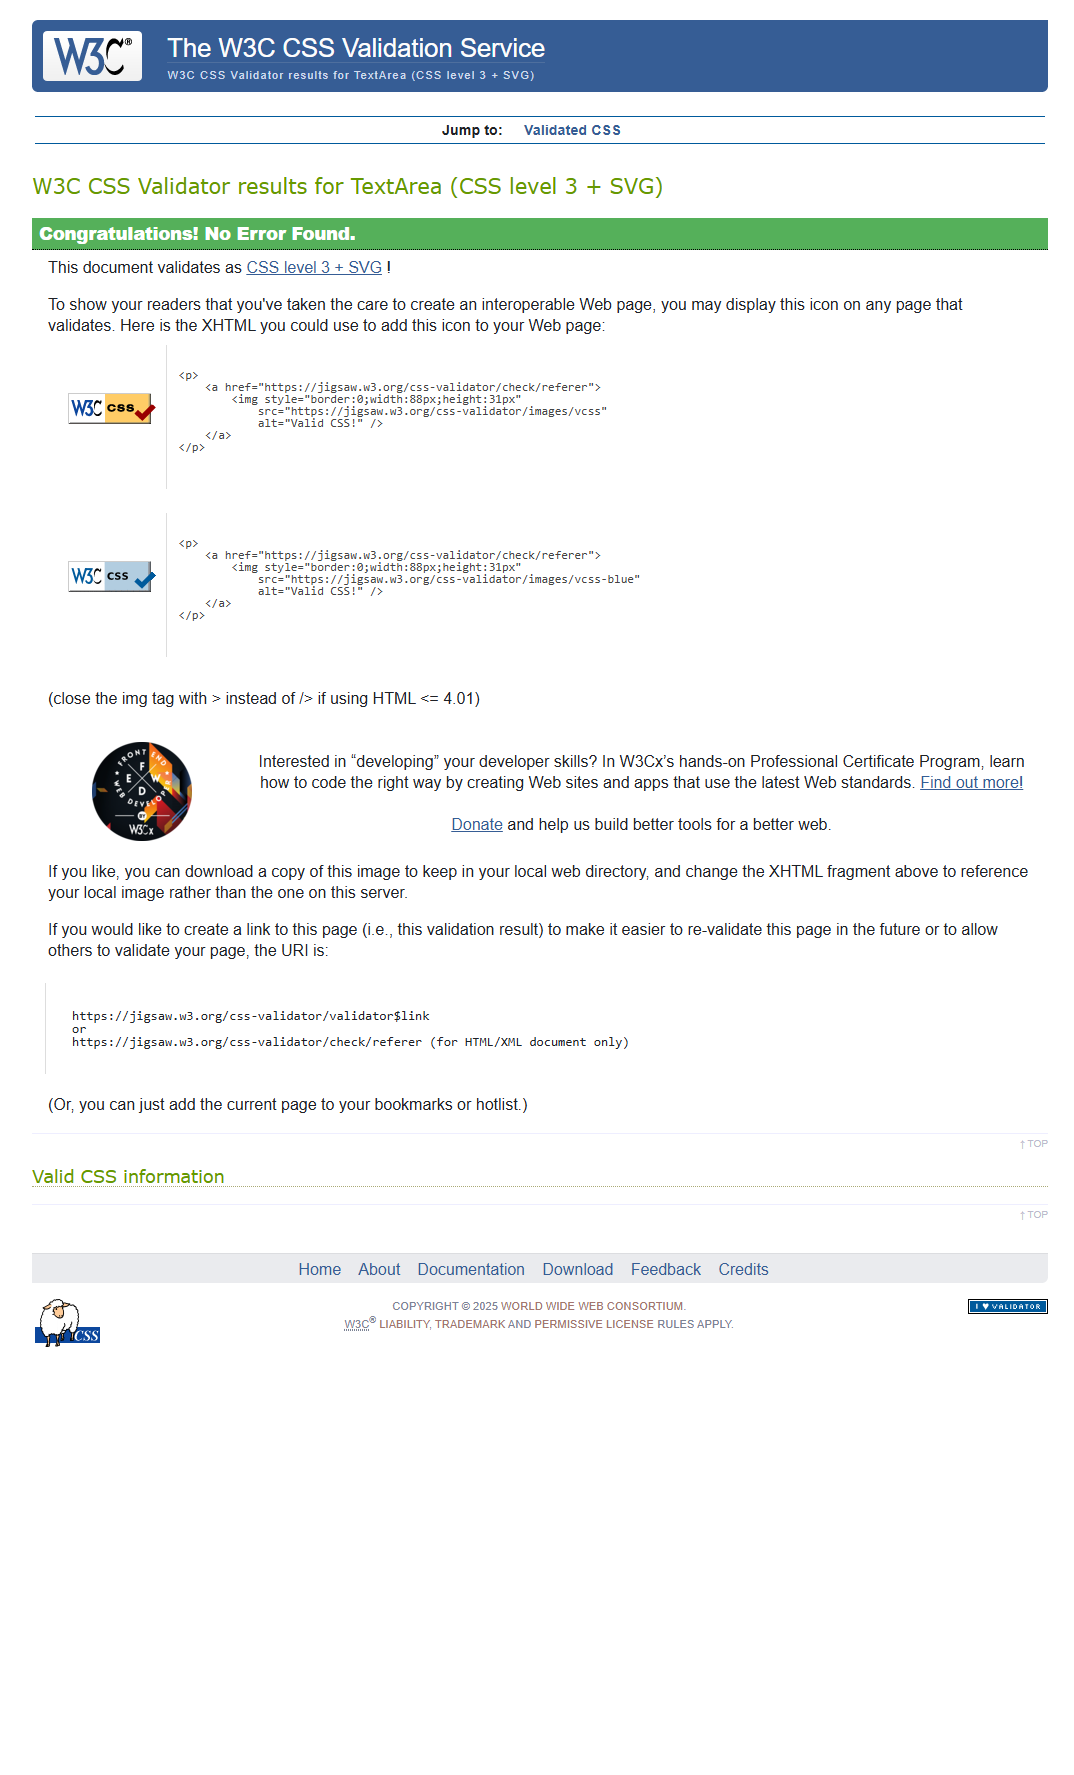 W3C®
The W3C CSS Validation Service
W3C CSS Validator results for TextArea (CSS level 3 + SVG)
Jump to: Validated CSS
W3C CSS Validator results for TextArea (CSS level 3 + SVG)
Congratulations! No Error Found.
This document validates as CSS level 3 + SVG !
To show your readers that you've taken the care to create an interoperable Web page, you may display this icon on any page that
validates. Here is the XHTML you could use to add this icon to your Web page:
W3C css
<p>
    <a href="https://jigsaw.w3.org/css-validator/check/referer">
        <img style="border:0;width:88px;height:31px"
            src="https://jigsaw.w3.org/css-validator/images/vcss"
            alt="Valid CSS!" />
    </a>
</p>
W3C css
<p>
    <a href="https://jigsaw.w3.org/css-validator/check/referer">
        <img style="border:0;width:88px;height:31px"
            src="https://jigsaw.w3.org/css-validator/images/vcss-blue"
            alt="Valid CSS!" />
    </a>
</p>
(close the img tag with > instead of /> if using HTML <= 4.01)
FRONT END
F
E W
D
WEB DEVELOPER
BY
W3Cx
Interested in “developing” your developer skills? In W3Cx’s hands-on Professional Certificate Program, learn
how to code the right way by creating Web sites and apps that use the latest Web standards. Find out more!
Donate and help us build better tools for a better web.
If you like, you can download a copy of this image to keep in your local web directory, and change the XHTML fragment above to reference
your local image rather than the one on this server.
If you would like to create a link to this page (i.e., this validation result) to make it easier to re-validate this page in the future or to allow
others to validate your page, the URI is:
https://jigsaw.w3.org/css-validator/validator$link
or
https://jigsaw.w3.org/css-validator/check/referer (for HTML/XML document only)
(Or, you can just add the current page to your bookmarks or hotlist.)
↑ TOP
Valid CSS information
↑ TOP
Home About Documentation Download Feedback Credits
CSS
COPYRIGHT © 2025 WORLD WIDE WEB CONSORTIUM.
W3C® LIABILITY, TRADEMARK AND PERMISSIVE LICENSE RULES APPLY.
I ♥ VALIDATOR